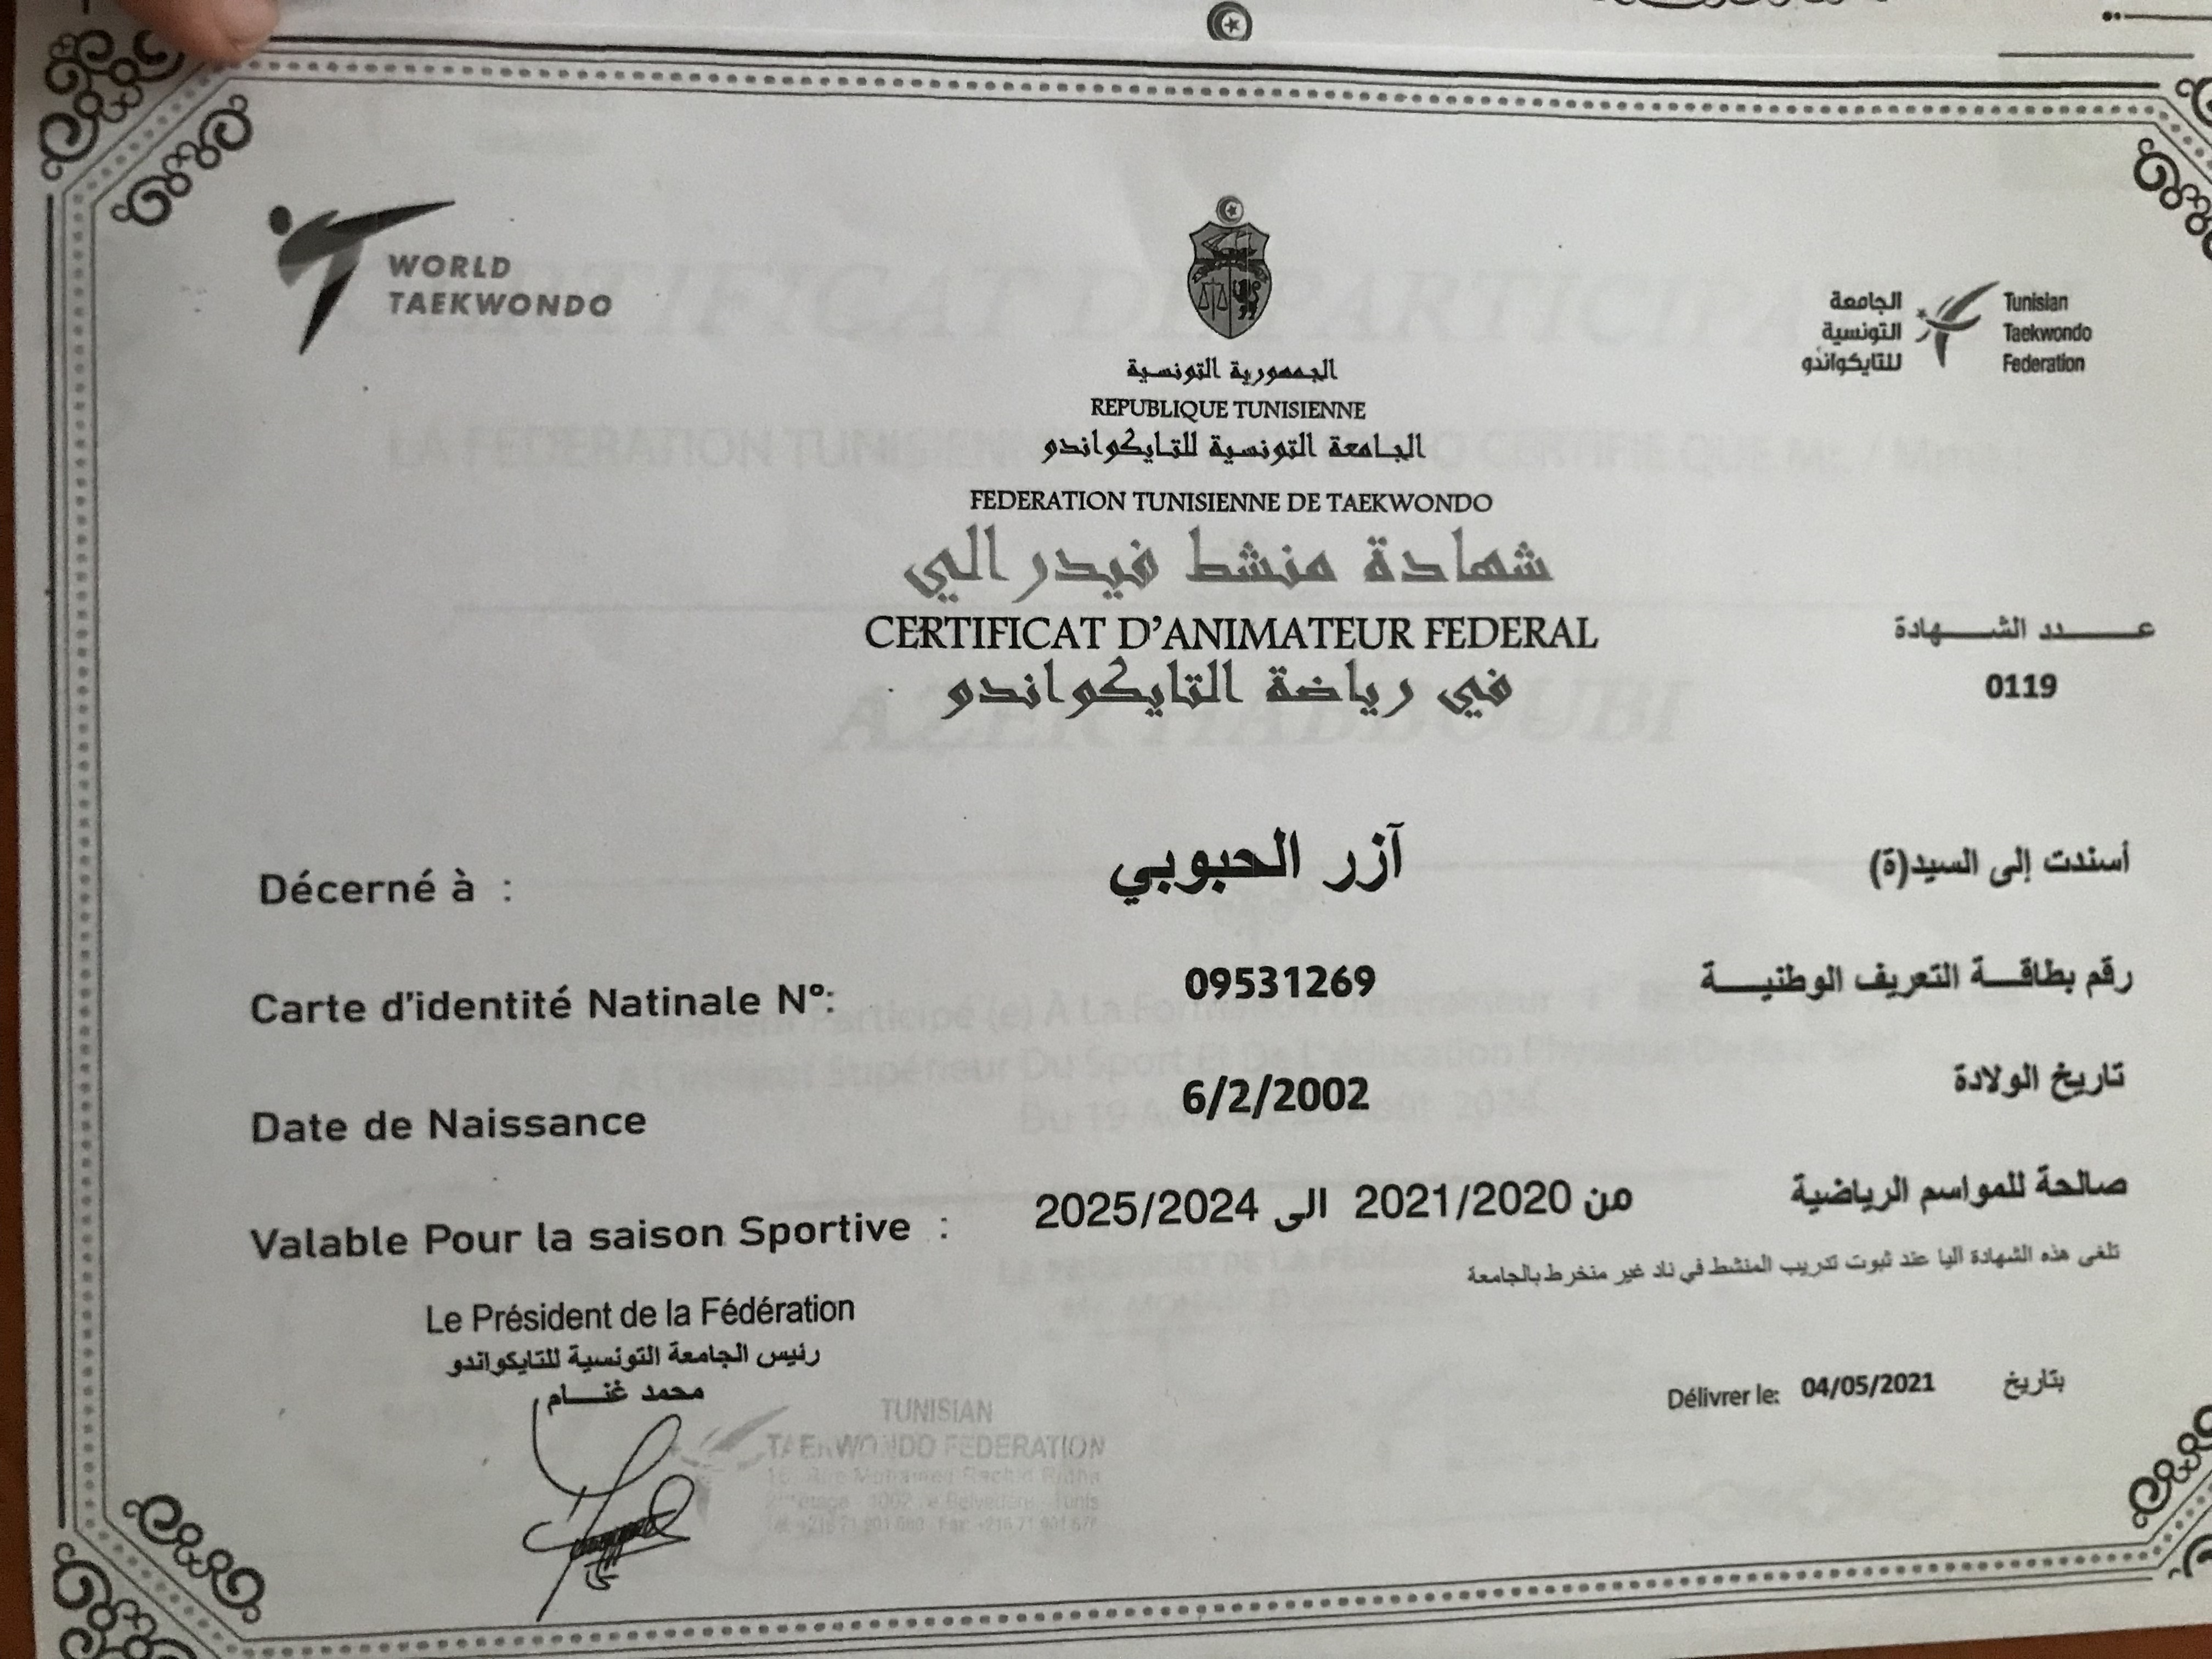 WORLD
TAEKWONDO
الجامعة
التونسية
للتايكواندو
Tunisian
Taekwondo
Federation
الجمهورية التونسية
REPUBLIQUE TUNISIENNE
الجامعة التونسية للتايكواندو
FEDERATION TUNISIENNE DE TAEKWONDO
شهادة منشط فيدرالي
CERTIFICAT D'ANIMATEUR FEDERAL
في رياضة التايكواندو
عدد الشهادة
0119
Décerné à : آزر الحبوبي أسندت إلى السيد(ة)
Carte d'identité Natinale N°: 09531269 رقم بطاقة التعريف الوطنية
Date de Naissance 6/2/2002 تاريخ الولادة
Valable Pour la saison Sportive : من 2021/2020 الى 2025/2024 صالحة للمواسم الرياضية
تلغى هذه الشهادة اليا عند ثبوت تدريب المنشط في ناد غير منخرط بالجامعة
Le Président de la Fédération
رئيس الجامعة التونسية للتايكواندو
محمد غنام
Délivrer le: 04/05/2021 بتاريخ
TUNISIAN
TAEKWONDO FEDERATION